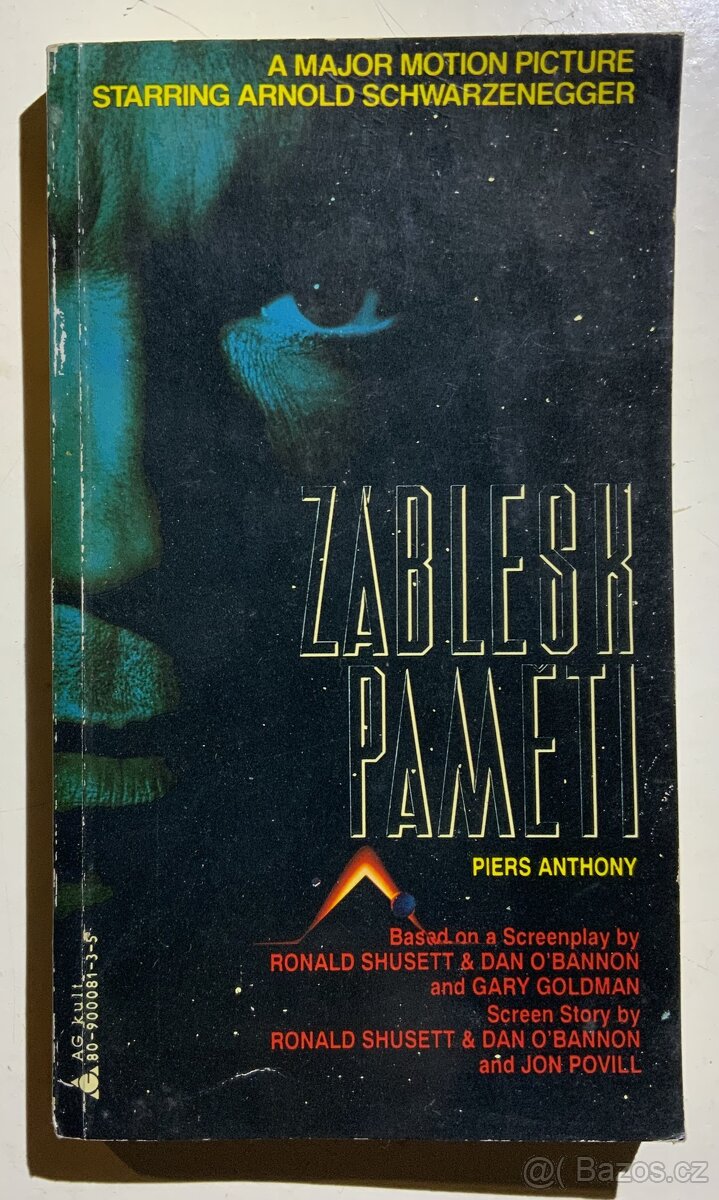 A MAJOR MOTION PICTURE
STARRING ARNOLD SCHWARZENEGGER
ZÁBLESK
PAMĚTI
PIERS ANTHONY
Based on a Screenplay by
RONALD SHUSETT & DAN O'BANNON
and GARY GOLDMAN
Screen Story by
RONALD SHUSETT & DAN O'BANNON
and JON POVILL
AG kult
80-900081-3-5
@( Bazoš.cz